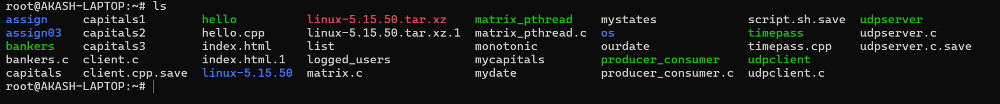 root@AKASH-LAPTOP:~# ls
assign     capitals1        hello         linux-5.15.50.tar.xz    matrix_pthread    mystates             script.sh.save  udpserver
assign03   capitals2        hello.cpp     linux-5.15.50.tar.xz.1  matrix_pthread.c  os                   timepass        udpserver.c
bankers    capitals3        index.html    list                    monotonic         ourdate              timepass.cpp    udpserver.c.save
bankers.c  client.c         index.html.1  logged_users            mycapitals        producer_consumer    udpclient
capitals   client.cpp.save  linux-5.15.50  matrix.c                mydate            producer_consumer.c  udpclient.c
root@AKASH-LAPTOP:~#